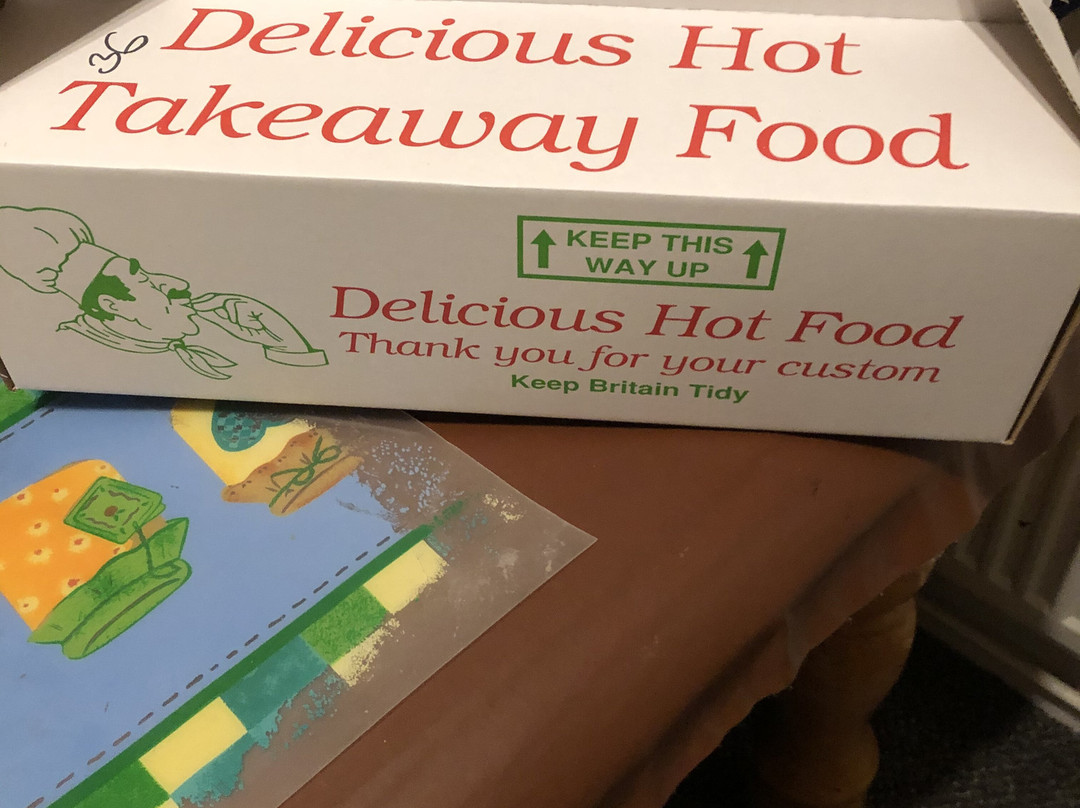 Delicious Hot
Takeaway Food
KEEP THIS
WAY UP
Delicious Hot Food
Thank you for your custom
Keep Britain Tidy